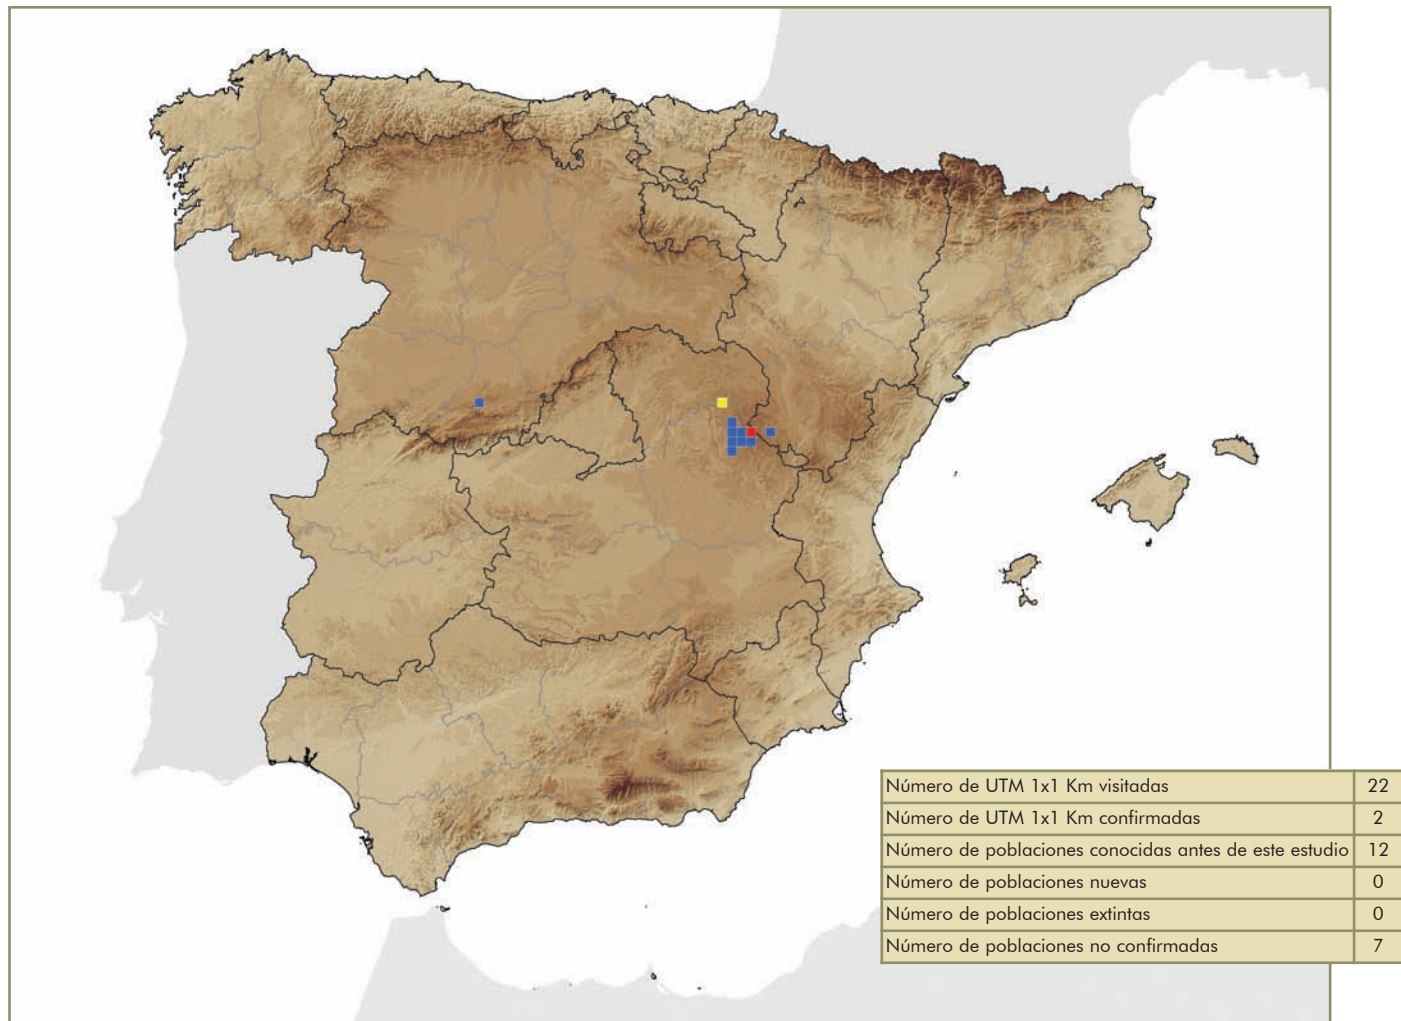 Número de UTM 1x1 Km visitadas 22
Número de UTM 1x1 Km confirmadas 2
Número de poblaciones conocidas antes de este estudio 12
Número de poblaciones nuevas 0
Número de poblaciones extintas 0
Número de poblaciones no confirmadas 7